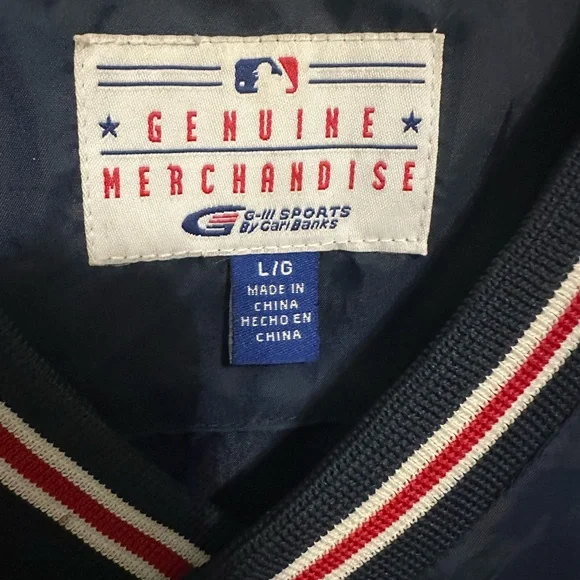 GENUINE
MERCHANDISE
G-III SPORTS
By Carl Banks
L/G
MADE IN
CHINA
HECHO EN
CHINA